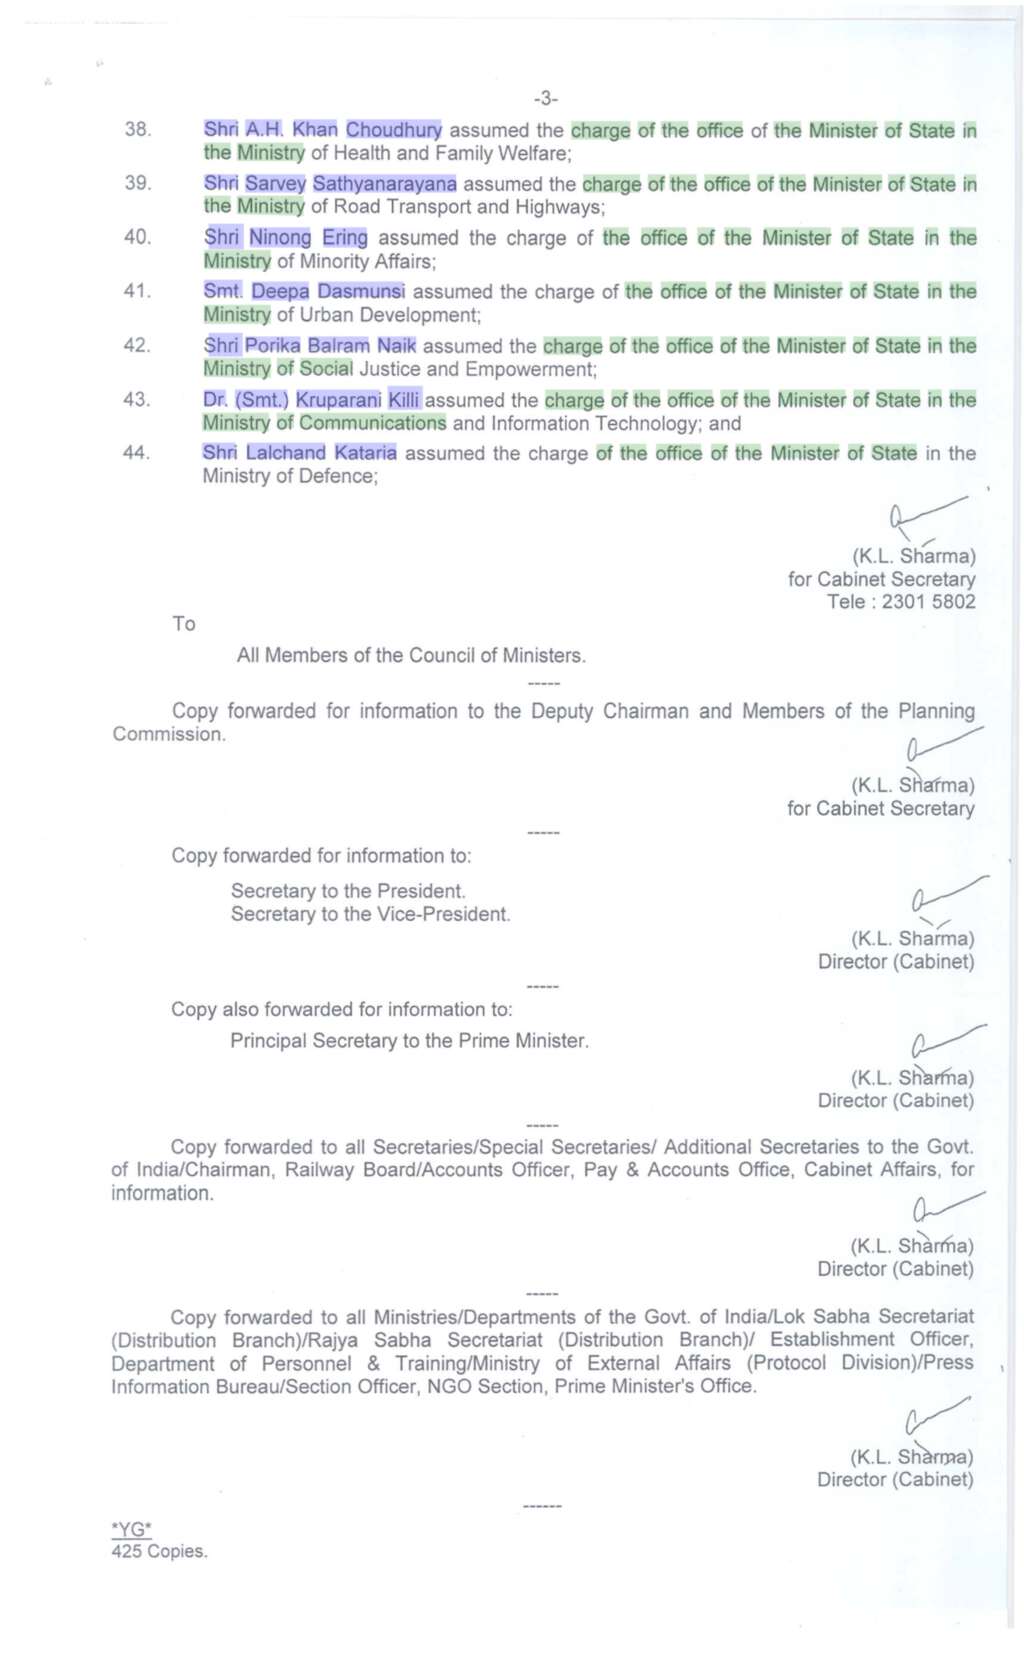 -3-
38. Shri A.H. Khan Choudhury assumed the charge of the office of the Minister of State in
the Ministry of Health and Family Welfare;
39. Shri Sarvey Sathyanarayana assumed the charge of the office of the Minister of State in
the Ministry of Road Transport and Highways;
40. Shri Ninong Ering assumed the charge of the office of the Minister of State in the
Ministry of Minority Affairs;
41. Smt. Deepa Dasmunsi assumed the charge of the office of the Minister of State in the
Ministry of Urban Development;
42. Shri Porika Balram Naik assumed the charge of the office of the Minister of State in the
Ministry of Social Justice and Empowerment;
43. Dr. (Smt.) Kruparani Killi assumed the charge of the office of the Minister of State in the
Ministry of Communications and Information Technology; and
44. Shri Lalchand Kataria assumed the charge of the office of the Minister of State in the
Ministry of Defence;
(K.L. Sharma)
for Cabinet Secretary
Tele : 2301 5802
To
All Members of the Council of Ministers.
-----
Copy forwarded for information to the Deputy Chairman and Members of the Planning
Commission.
(K.L. Sharma)
for Cabinet Secretary
-----
Copy forwarded for information to:
Secretary to the President.
Secretary to the Vice-President.
(K.L. Sharma)
Director (Cabinet)
-----
Copy also forwarded for information to:
Principal Secretary to the Prime Minister.
(K.L. Sharma)
Director (Cabinet)
-----
Copy forwarded to all Secretaries/Special Secretaries/ Additional Secretaries to the Govt.
of India/Chairman, Railway Board/Accounts Officer, Pay & Accounts Office, Cabinet Affairs, for
information.
(K.L. Sharma)
Director (Cabinet)
-----
Copy forwarded to all Ministries/Departments of the Govt. of India/Lok Sabha Secretariat
(Distribution Branch)/Rajya Sabha Secretariat (Distribution Branch)/ Establishment Officer,
Department of Personnel & Training/Ministry of External Affairs (Protocol Division)/Press
Information Bureau/Section Officer, NGO Section, Prime Minister's Office.
(K.L. Sharma)
Director (Cabinet)
------
*YG*
425 Copies.